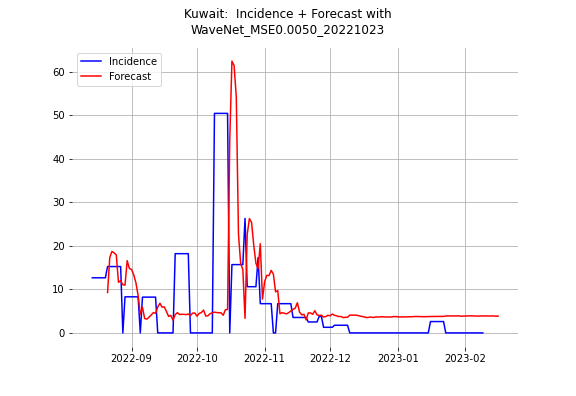 Kuwait:  Incidence + Forecast with
WaveNet_MSE0.0050_20221023
Incidence
Forecast
60
50
40
30
20
10
0
2022-09 2022-10 2022-11 2022-12 2023-01 2023-02